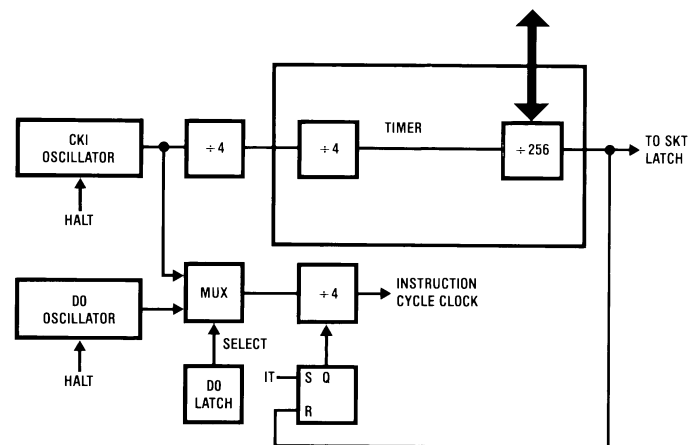 CKI
OSCILLATOR
HALT
÷4
÷4
TIMER
÷256
TO SKT
LATCH
DO
OSCILLATOR
HALT
MUX
SELECT
DO
LATCH
÷4
INSTRUCTION
CYCLE CLOCK
IT
S Q
R